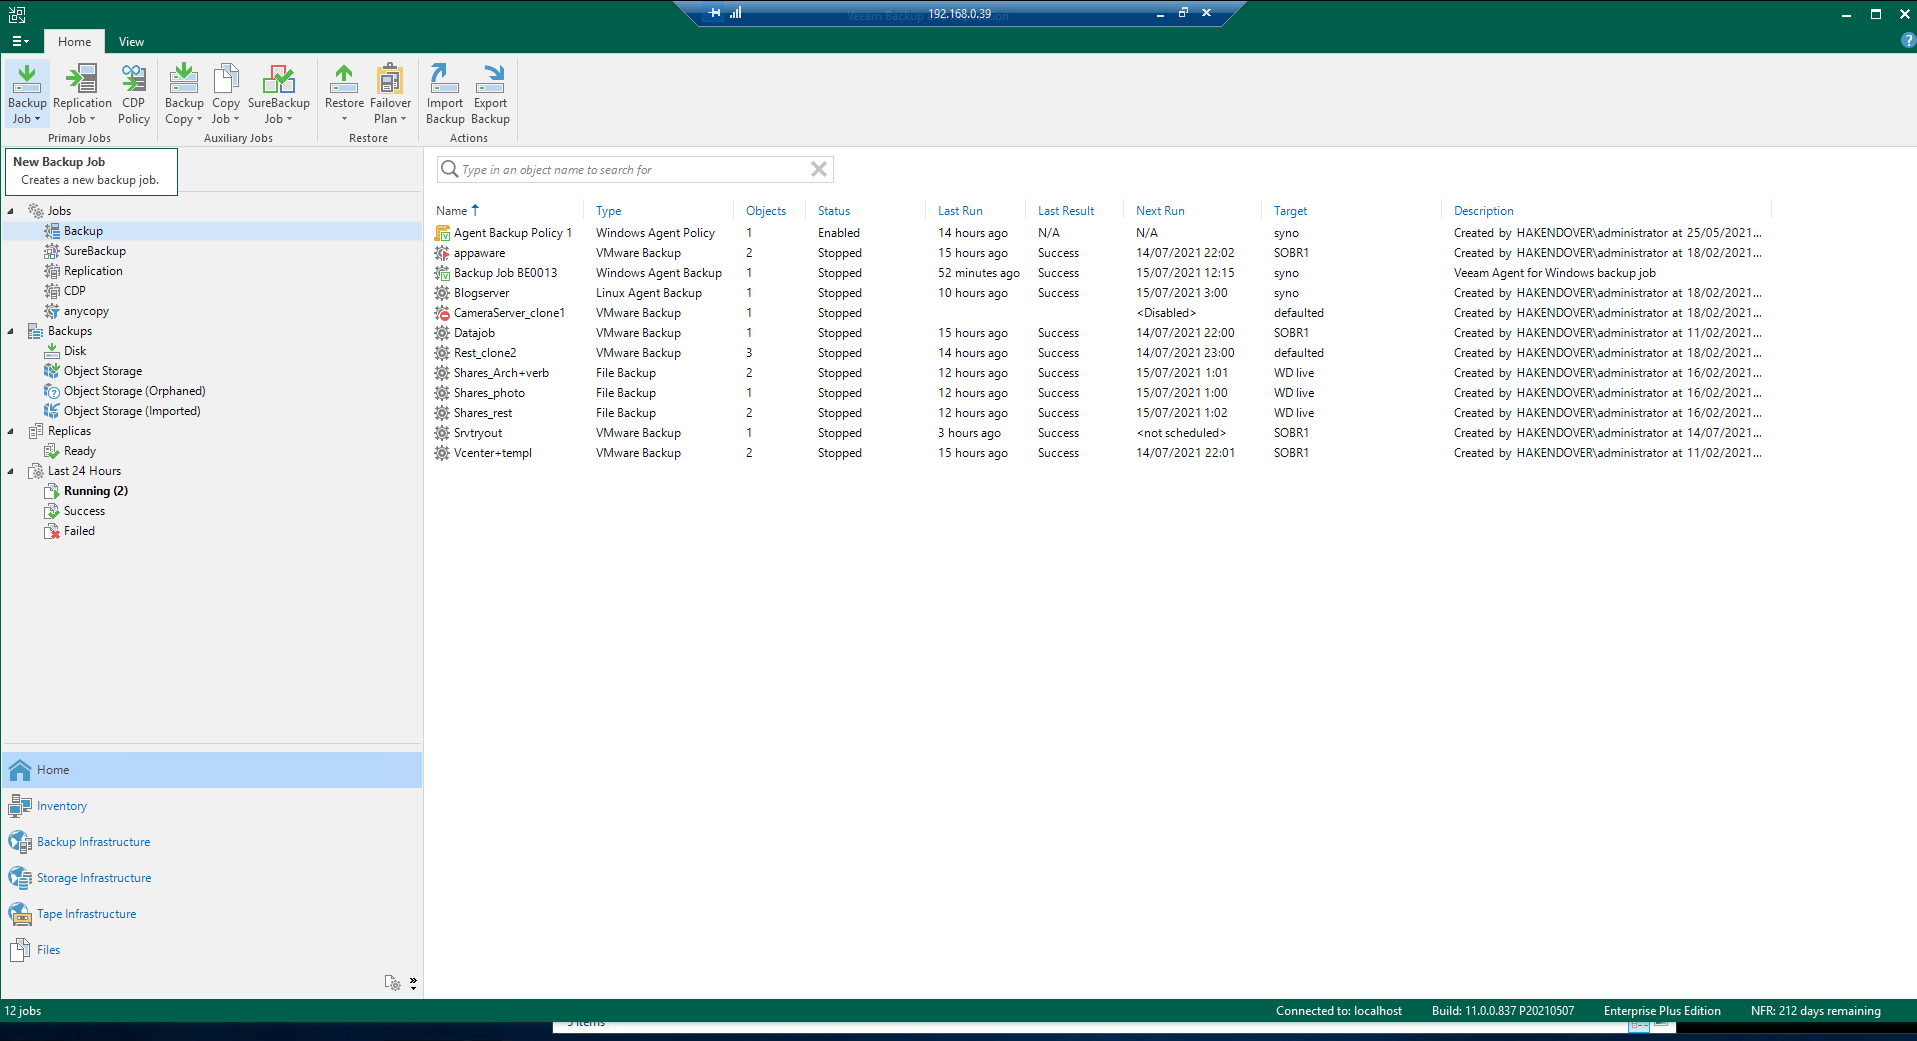 192.168.0.39
Home View
Backup Job Replication Job CDP Policy Backup Copy Copy Job SureBackup Job Restore Failover Plan Import Backup Export Backup
Primary Jobs Auxiliary Jobs Restore Actions
New Backup Job
Creates a new backup job.
Type in an object name to search for
Jobs
Backup
SureBackup
Replication
CDP
anycopy
Backups
Disk
Object Storage
Object Storage (Orphaned)
Object Storage (Imported)
Replicas
Ready
Last 24 Hours
Running (2)
Success
Failed
Home
Inventory
Backup Infrastructure
Storage Infrastructure
Tape Infrastructure
Files
Name Type Objects Status Last Run Last Result Next Run Target Description
Agent Backup Policy 1 Windows Agent Policy 1 Enabled 14 hours ago N/A N/A syno Created by HAKENDOVER\administrator at 25/05/2021...
appaware VMware Backup 2 Stopped 15 hours ago Success 14/07/2021 22:02 SOBR1 Created by HAKENDOVER\administrator at 18/02/2021...
Backup Job BE0013 Windows Agent Backup 1 Stopped 52 minutes ago Success 15/07/2021 12:15 syno Veeam Agent for Windows backup job
Blogserver Linux Agent Backup 1 Stopped 10 hours ago Success 15/07/2021 3:00 syno Created by HAKENDOVER\administrator at 18/02/2021...
CameraServer_clone1 VMware Backup 1 Stopped <Disabled> defaulted Created by HAKENDOVER\administrator at 18/02/2021...
Datajob VMware Backup 1 Stopped 15 hours ago Success 14/07/2021 22:00 SOBR1 Created by HAKENDOVER\administrator at 11/02/2021...
Rest_clone2 VMware Backup 3 Stopped 14 hours ago Success 14/07/2021 23:00 defaulted Created by HAKENDOVER\administrator at 18/02/2021...
Shares_Arch+verb File Backup 2 Stopped 12 hours ago Success 15/07/2021 1:01 WD live Created by HAKENDOVER\administrator at 16/02/2021...
Shares_photo File Backup 1 Stopped 12 hours ago Success 15/07/2021 1:00 WD live Created by HAKENDOVER\administrator at 16/02/2021...
Shares_rest File Backup 2 Stopped 12 hours ago Success 15/07/2021 1:02 WD live Created by HAKENDOVER\administrator at 16/02/2021...
Srvtryout VMware Backup 1 Stopped 3 hours ago Success <not scheduled> SOBR1 Created by HAKENDOVER\administrator at 14/07/2021...
Vcenter+templ VMware Backup 2 Stopped 15 hours ago Success 14/07/2021 22:01 SOBR1 Created by HAKENDOVER\administrator at 11/02/2021...
12 jobs Connected to: localhost Build: 11.0.0.837 P20210507 Enterprise Plus Edition NFR: 212 days remaining
items